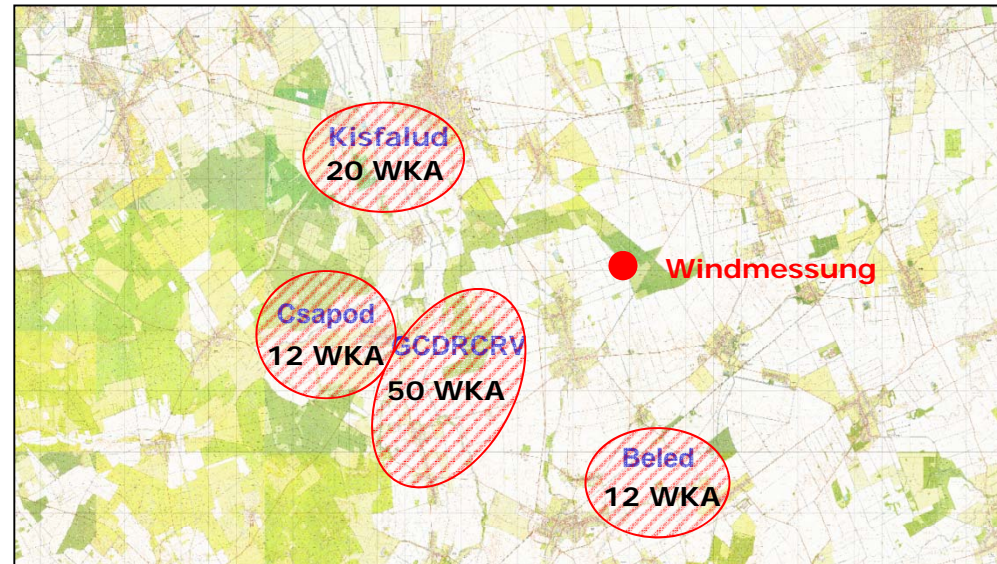 Kisfalud
20 WKA
Windmessung
Csapod
12 WKA
GCDRCRV
50 WKA
Beled
12 WKA